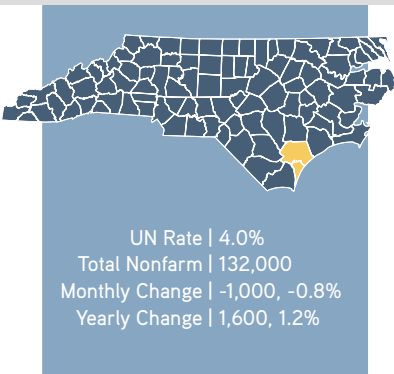 UN Rate | 4.0%
Total Nonfarm | 132,000
Monthly Change | -1,000, -0.8%
Yearly Change | 1,600, 1.2%